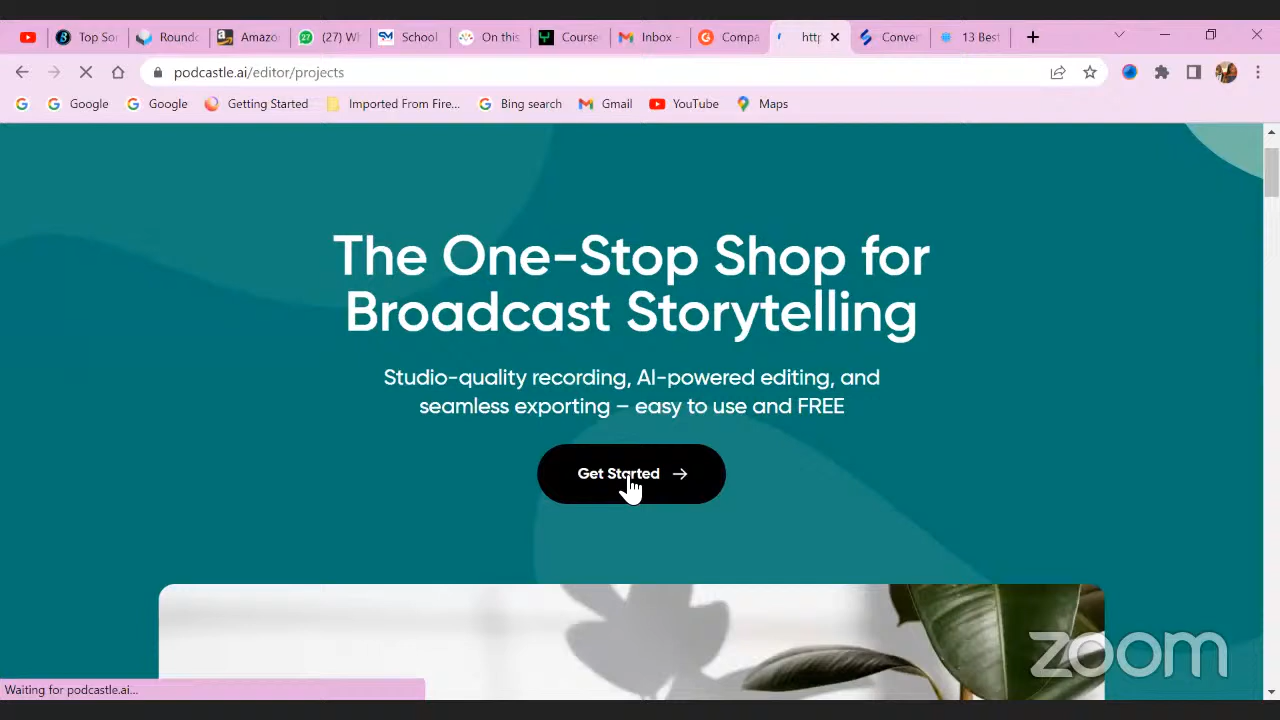 Top Sor
Round
Amazo
(27) W
School
On this
Course
Inbox -
Compa
http
Conver
13 Best
podcastle.ai/editor/projects
Google
Google
Getting Started
Imported From Fire...
Bing search
Gmail
YouTube
Maps
The One-Stop Shop for
Broadcast Storytelling
Studio-quality recording, AI-powered editing, and
seamless exporting – easy to use and FREE
Get Started →
zoom
Waiting for podcastle.ai...